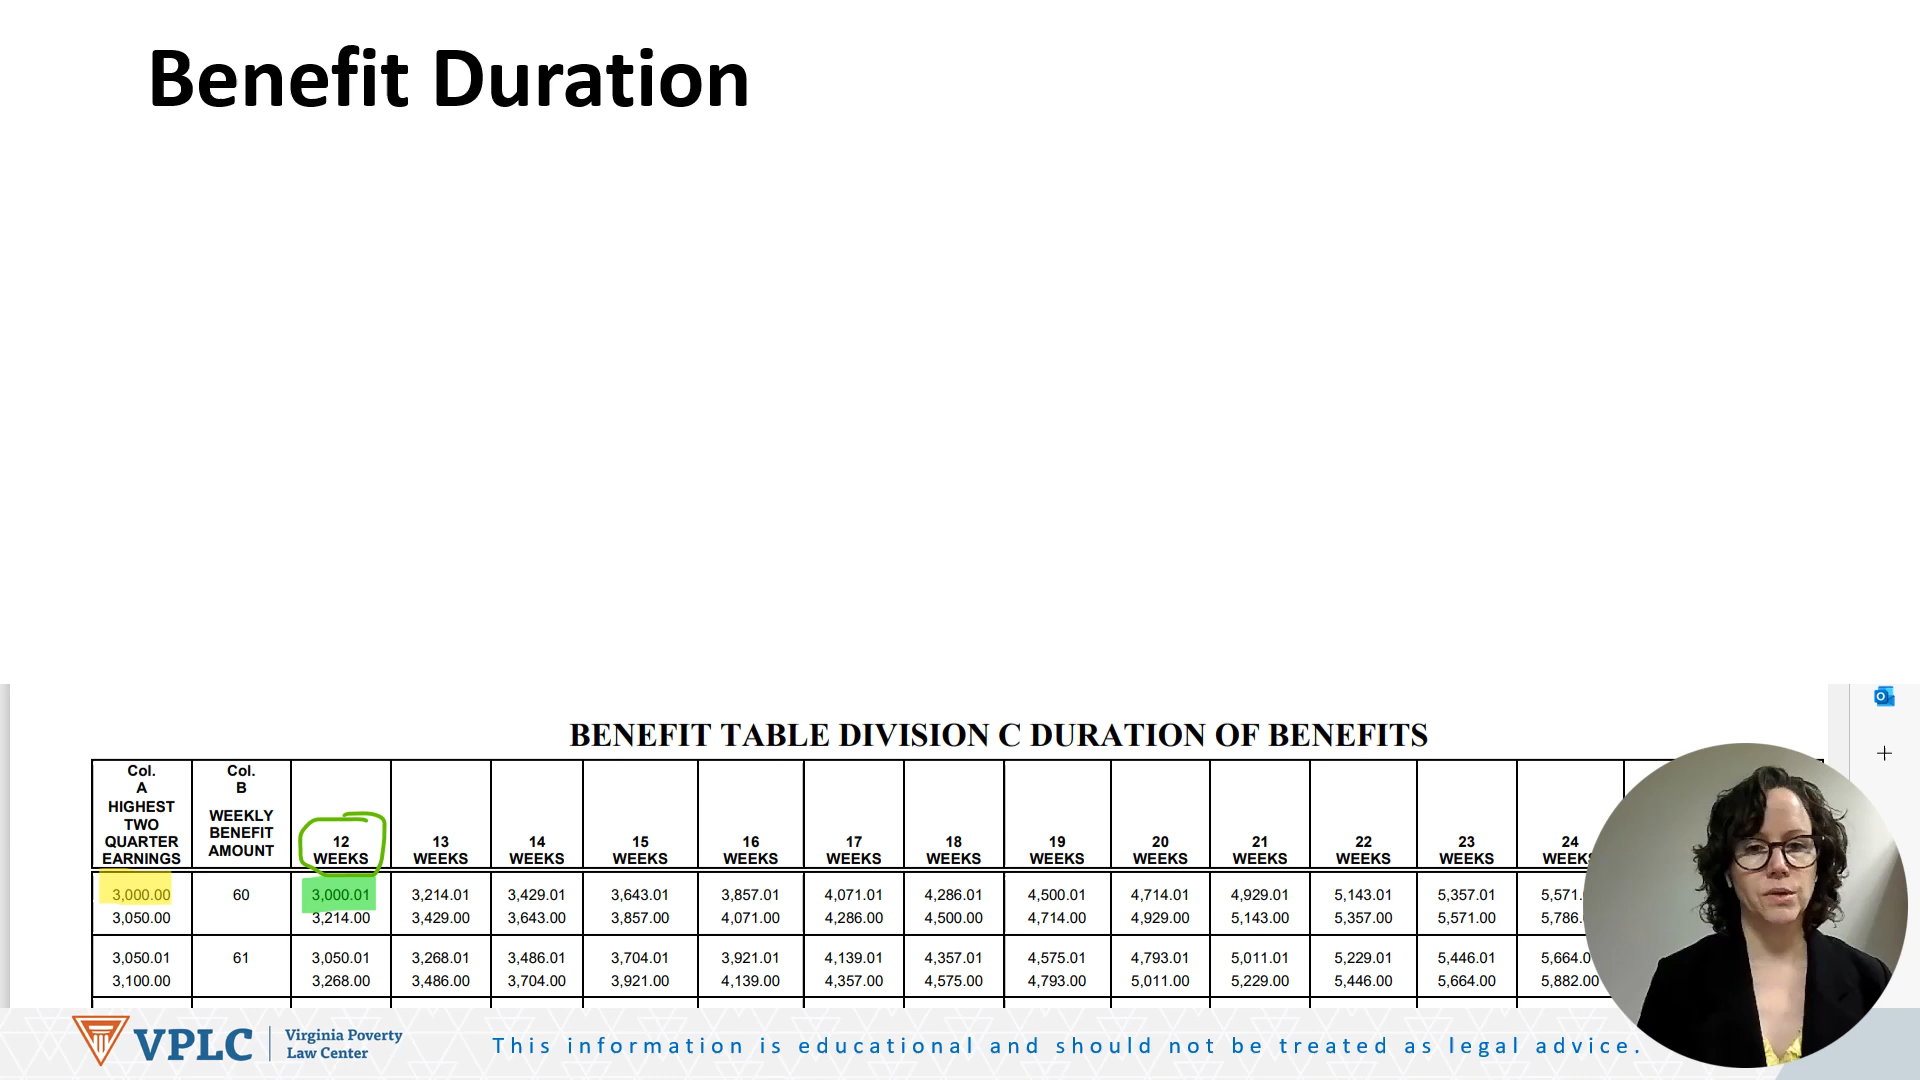 Benefit Duration
BENEFIT TABLE DIVISION C DURATION OF BENEFITS
Col. A HIGHEST TWO QUARTER EARNINGS Col. B WEEKLY BENEFIT AMOUNT 12 WEEKS 13 WEEKS 14 WEEKS 15 WEEKS 16 WEEKS 17 WEEKS 18 WEEKS 19 WEEKS 20 WEEKS 21 WEEKS 22 WEEKS 23 WEEKS 24
3,000.00 60 3,000.01 3,214.01 3,429.01 3,643.01 3,857.01 4,071.01 4,286.01 4,500.01 4,714.01 4,929.01 5,143.01 5,357.01
3,050.00 3,214.00 3,429.00 3,643.00 3,857.00 4,071.00 4,286.00 4,500.00 4,714.00 4,929.00 5,143.00 5,357.00 5,571.00
3,050.01 61 3,050.01 3,268.01 3,486.01 3,704.01 3,921.01 4,139.01 4,357.01 4,575.01 4,793.01 5,011.01 5,229.01 5,446.01
3,100.00 3,268.00 3,486.00 3,704.00 3,921.00 4,139.00 4,357.00 4,575.00 4,793.00 5,011.00 5,229.00 5,446.00 5,664.00 5,882.00
VPLC Virginia Poverty Law Center
This information is educational and should not be treated as legal advice.